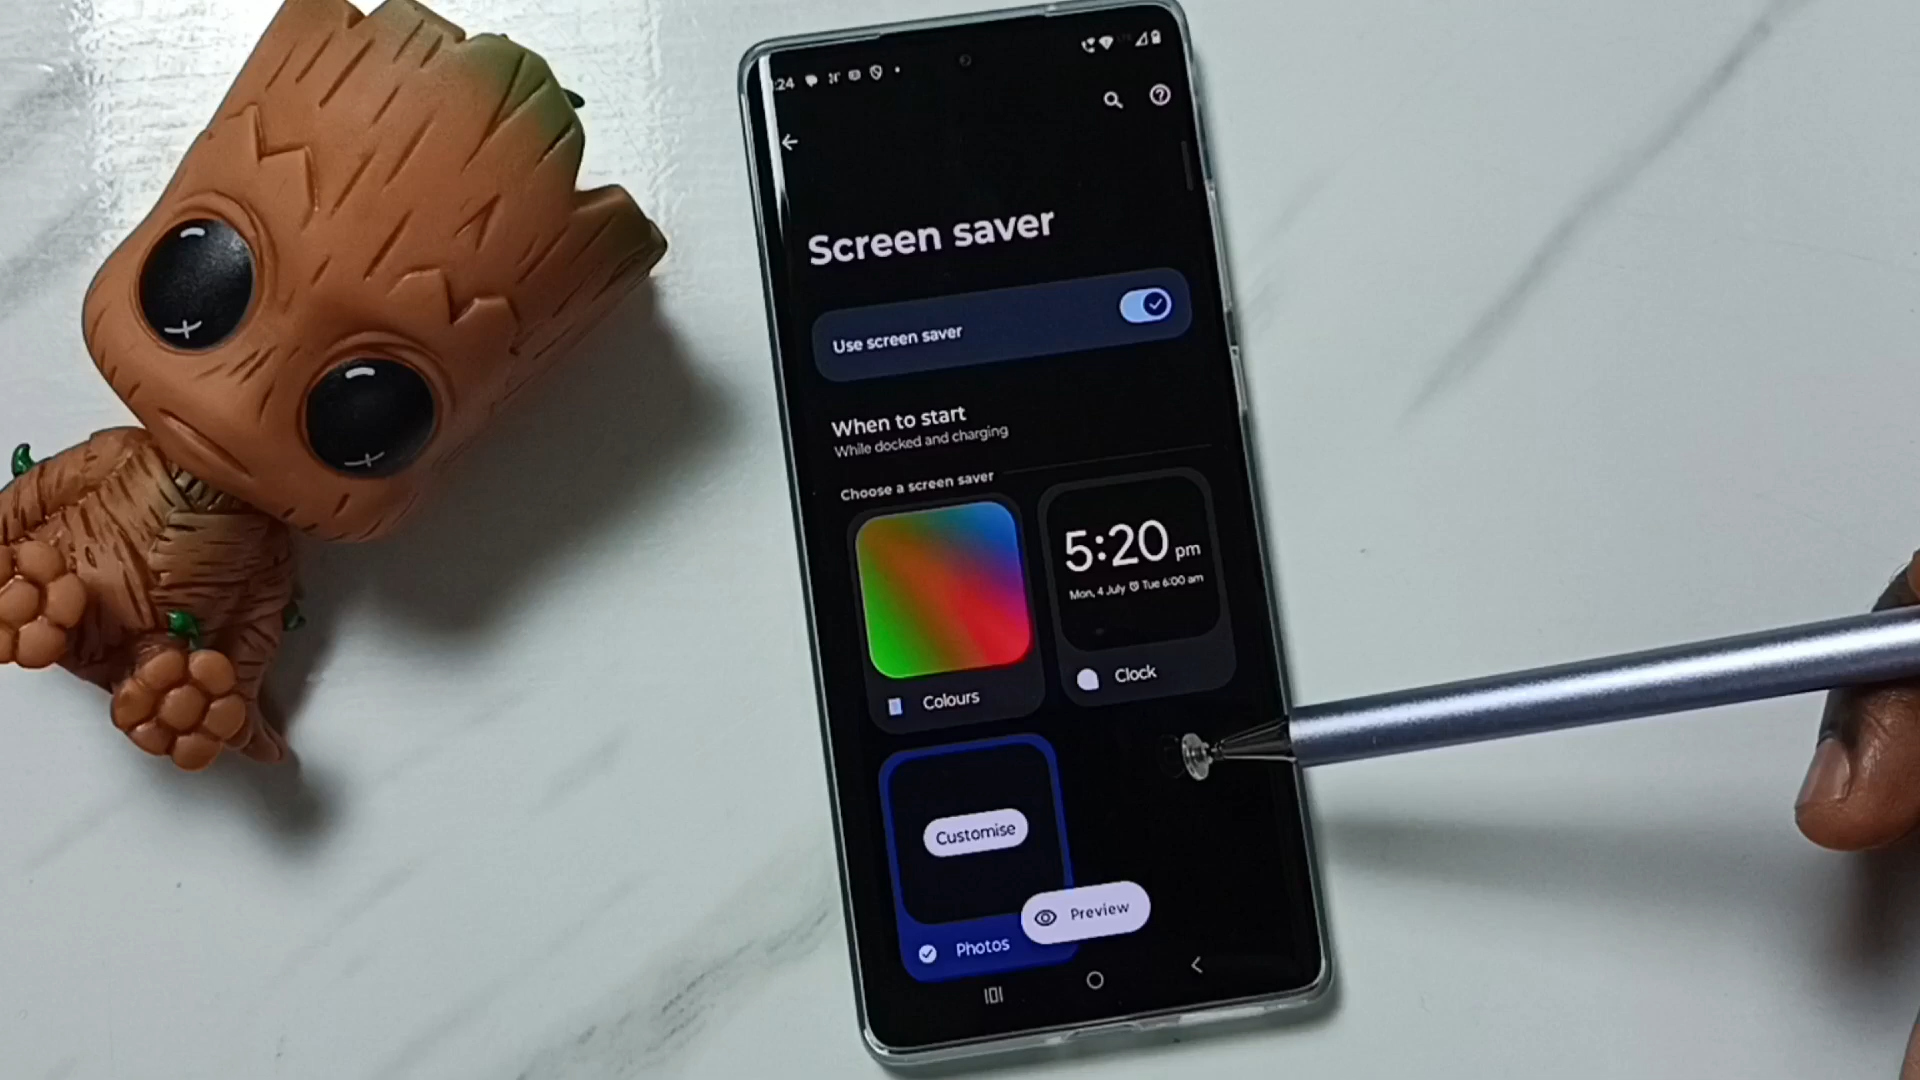 :24
Screen saver
Use screen saver
When to start
While docked and charging
Choose a screen saver
5:20 pm
Mon, 4 July Tue 6:00 am
Colours
Clock
Customise
Preview
Photos